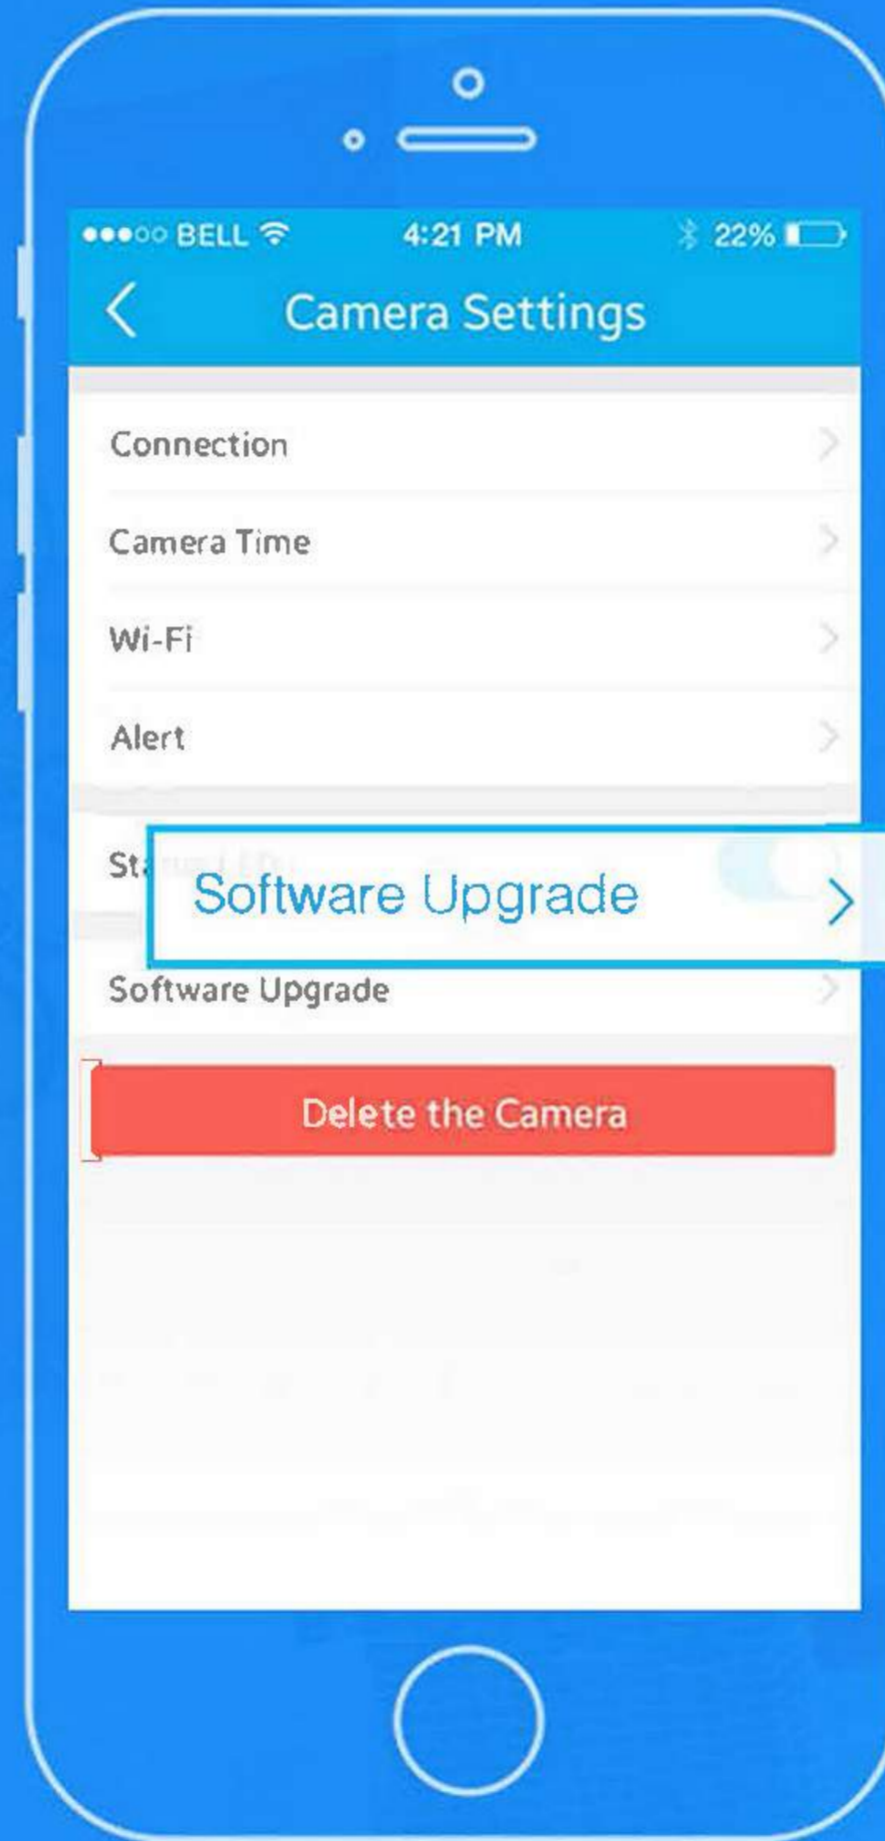 BELL 4:21 PM 22%
Camera Settings
Connection
Camera Time
Wi-Fi
Alert
Software Upgrade
Software Upgrade
Delete the Camera